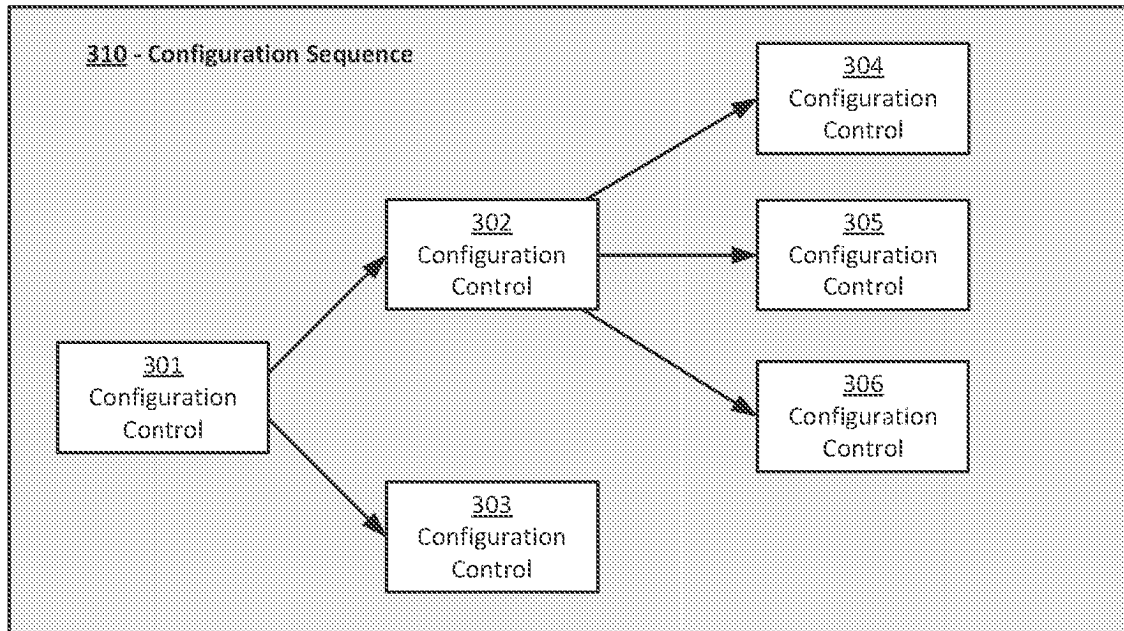 310 - Configuration Sequence
304
Configuration
Control
302
Configuration
Control
305
Configuration
Control
301
Configuration
Control
306
Configuration
Control
303
Configuration
Control